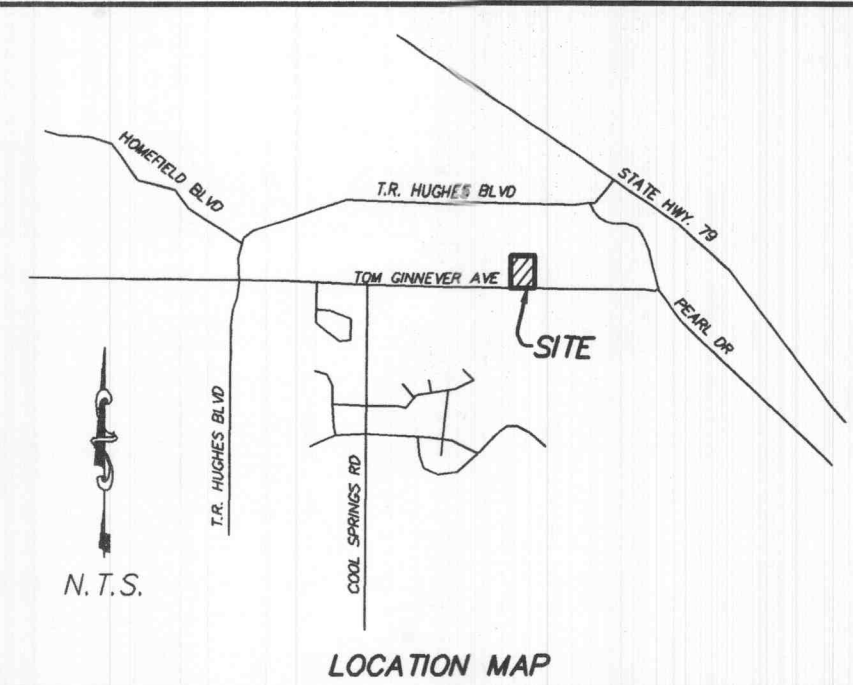 HOMEFIELD BLVD
T.R. HUGHES BLVD
STATE HWY. 79
TOM GINNEVER AVE
PEARL DR
SITE
T.R. HUGHES BLVD
COOL SPRINGS RD
N.T.S.
LOCATION MAP